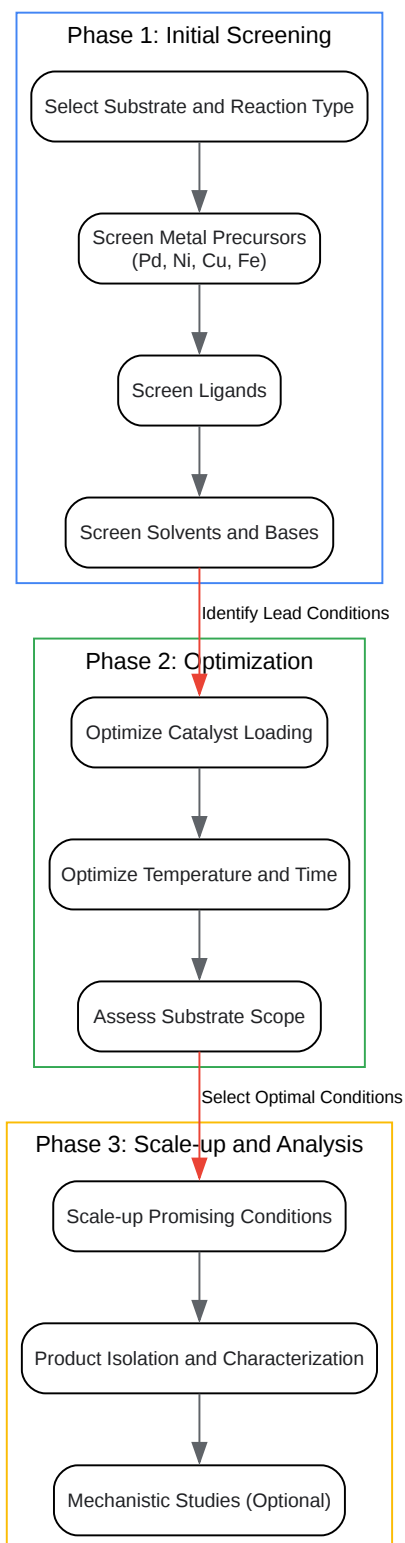 Phase 1: Initial Screening
Select Substrate and Reaction Type
Screen Metal Precursors
(Pd, Ni, Cu, Fe)
Screen Ligands
Screen Solvents and Bases
Identify Lead Conditions
Phase 2: Optimization
Optimize Catalyst Loading
Optimize Temperature and Time
Assess Substrate Scope
Select Optimal Conditions
Phase 3: Scale-up and Analysis
Scale-up Promising Conditions
Product Isolation and Characterization
Mechanistic Studies (Optional)